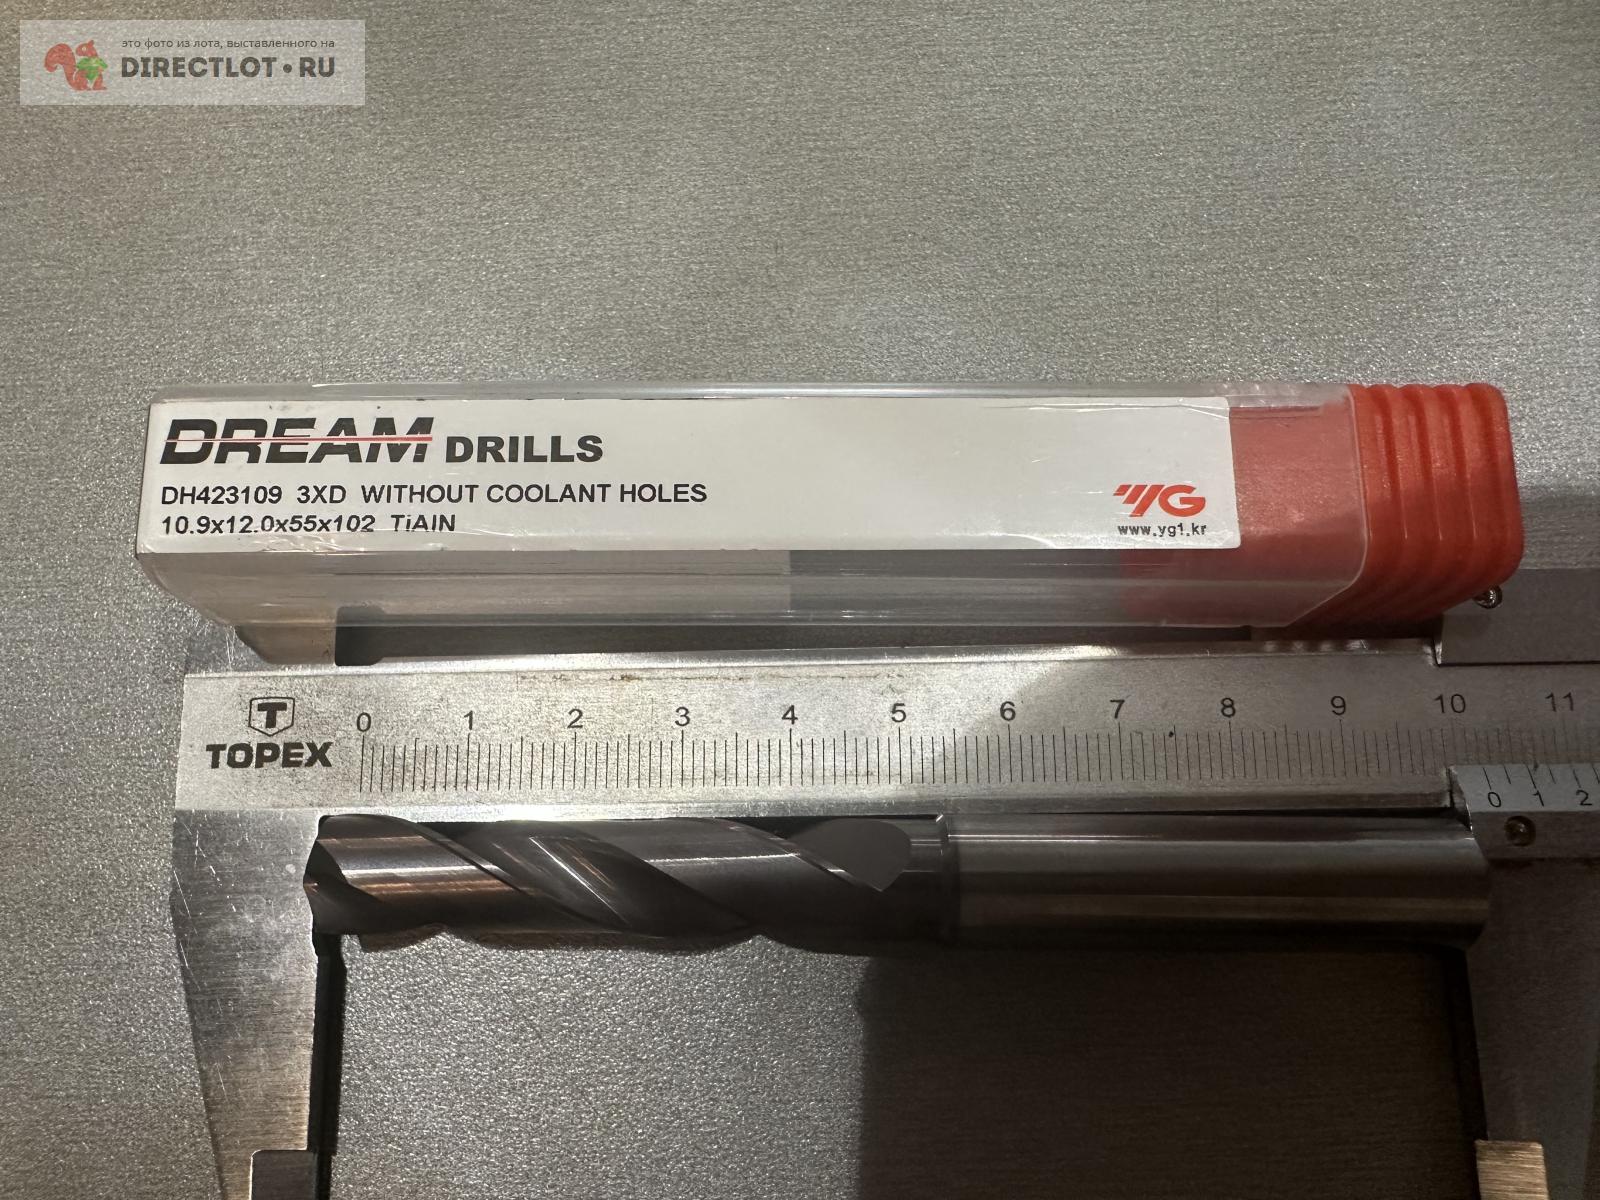 это фото из лота, выставленного на
DIRECTLOT•RU
DREAM DRILLS
DH423109 3XD WITHOUT COOLANT HOLES
10.9x12.0x55x102 TiAlN
YG
www.yg1.kr
T
TOPEX
0 1 2 3 4 5 6 7 8 9 10 11
0 1 2